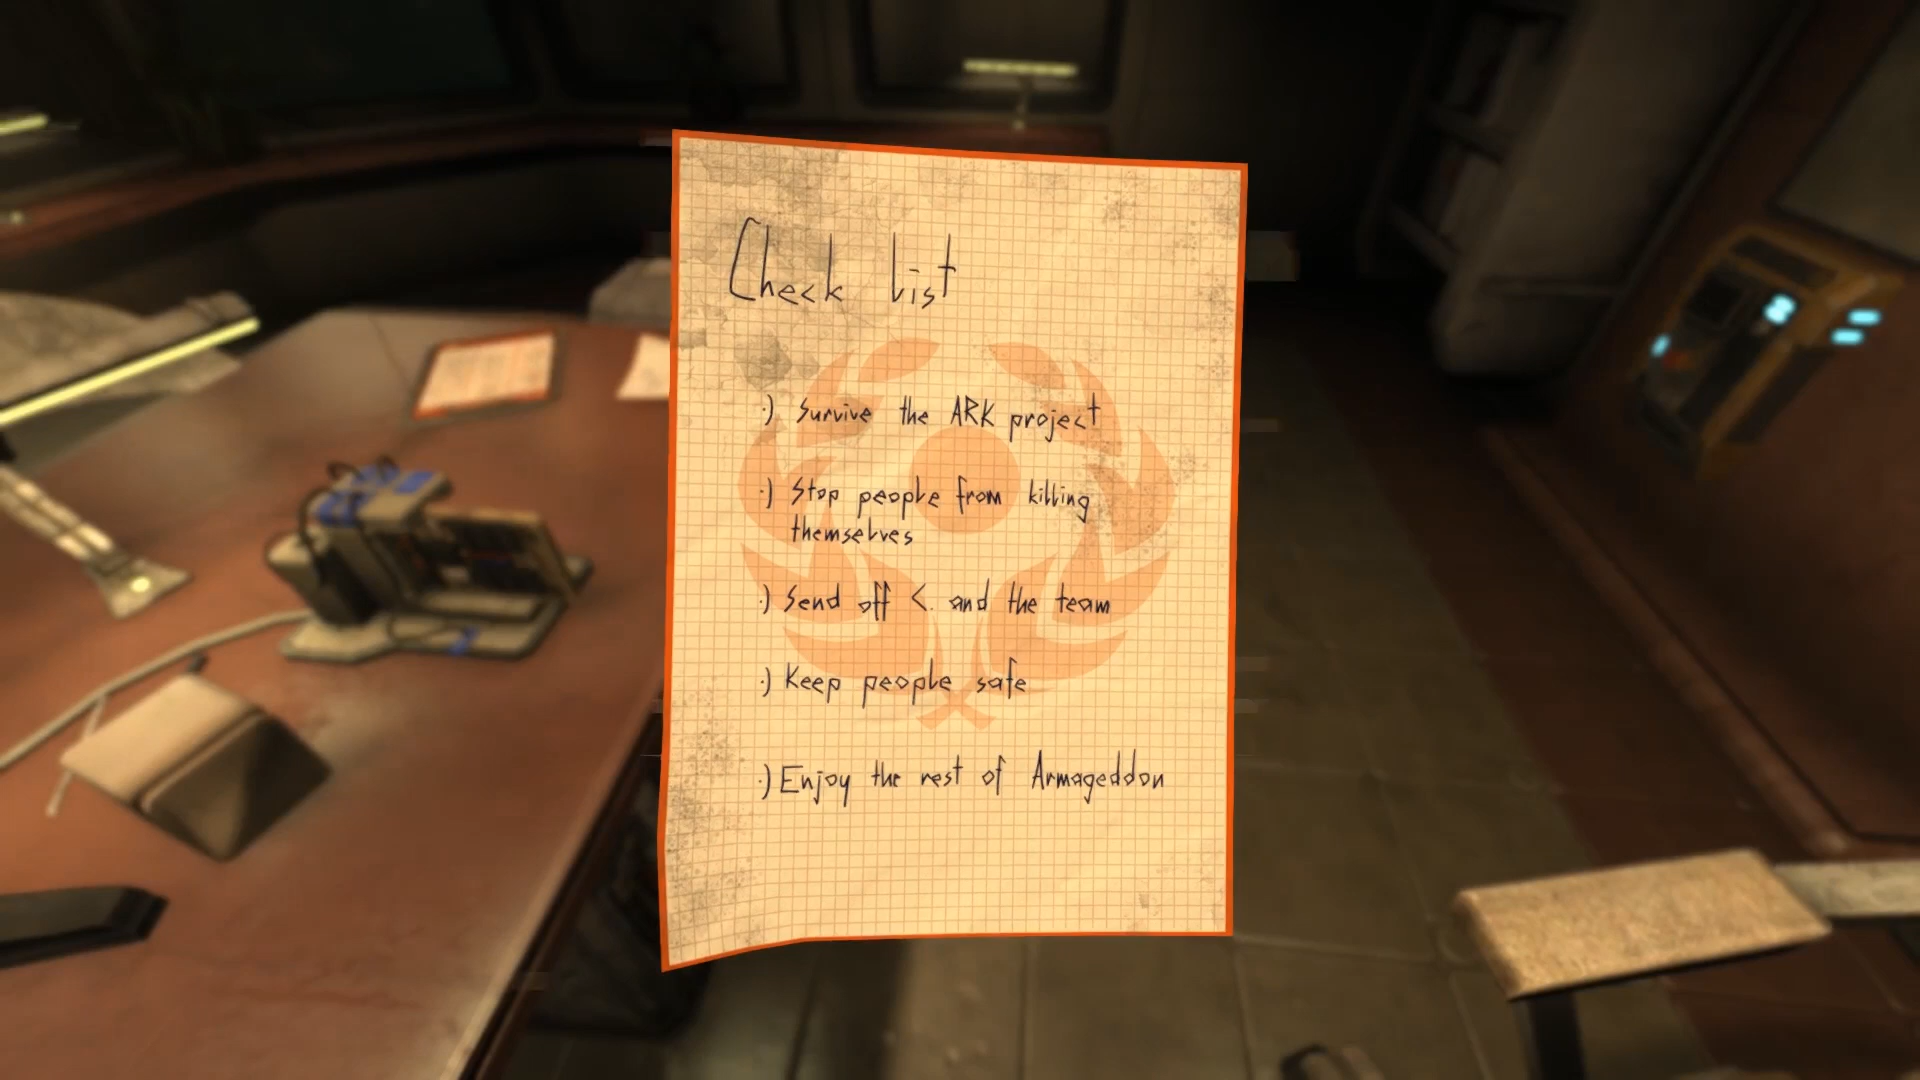 Check list
·) Survive the ARK project
·) Stop people from killing
themselves
·) Send off C. and the team
·) Keep people safe
·) Enjoy the rest of Armageddon